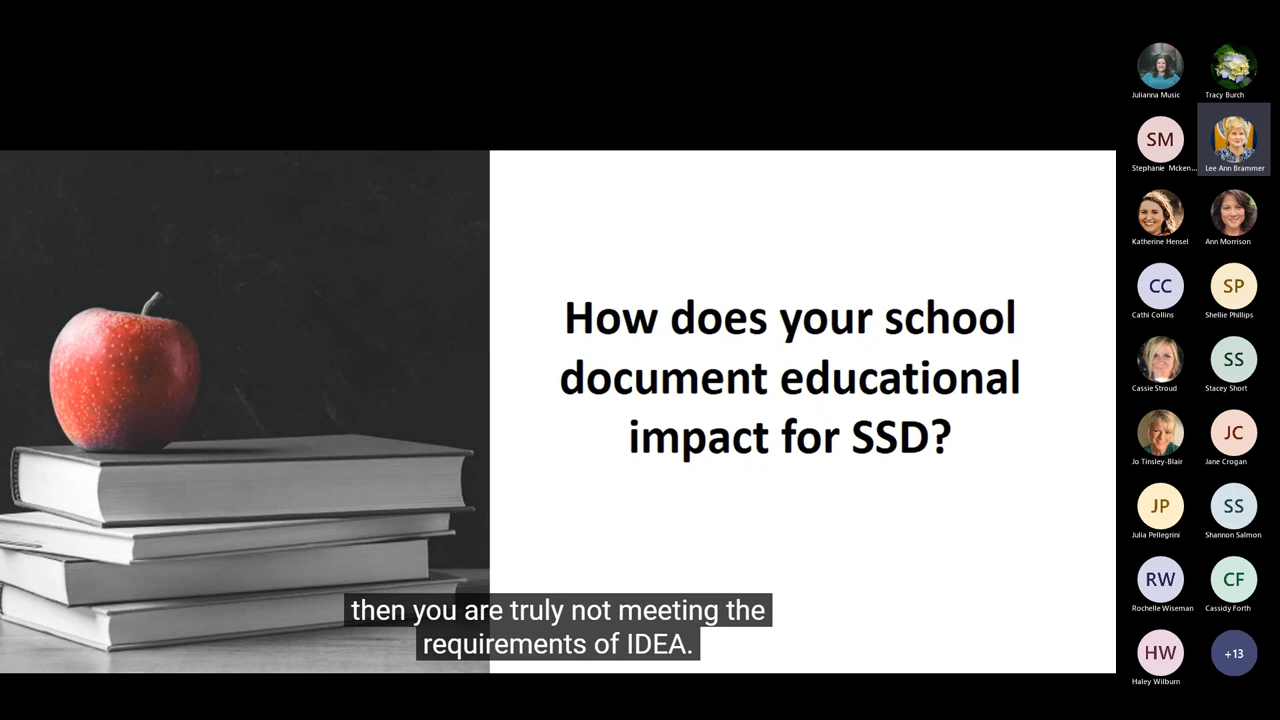 How does your school
document educational
impact for SSD?
then you are truly not meeting the
requirements of IDEA.
Julianna Music
Tracy Burch
SM
Stephanie Mcken...
Lee Ann Brammer
Katherine Hensel
Ann Morrison
CC
Cathi Collins
SP
Shellie Phillips
Cassie Stroud
SS
Stacey Short
Jo Tinsley-Blair
JC
Jane Crogan
JP
Julia Pellegrini
SS
Shannon Salmon
RW
Rochelle Wiseman
CF
Cassidy Forth
HW
Haley Wilburn
+13